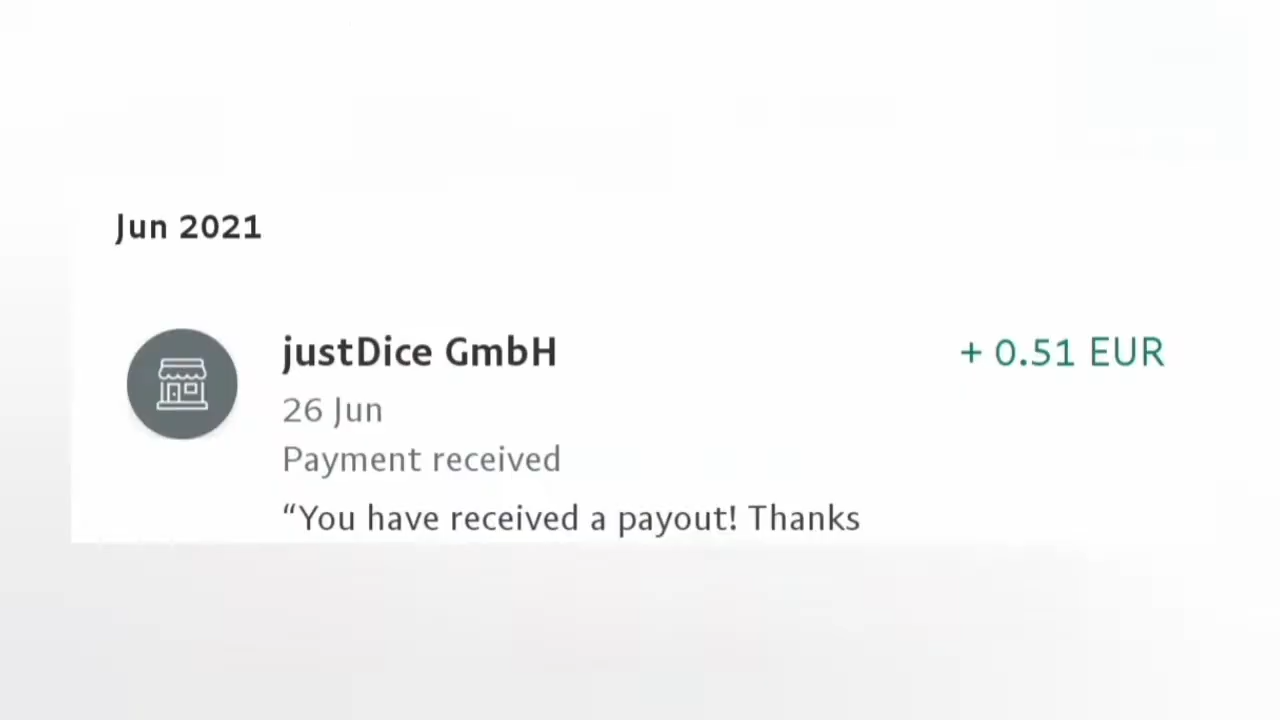 Jun 2021
justDice GmbH
+ 0.51 EUR
26 Jun
Payment received
“You have received a payout! Thanks